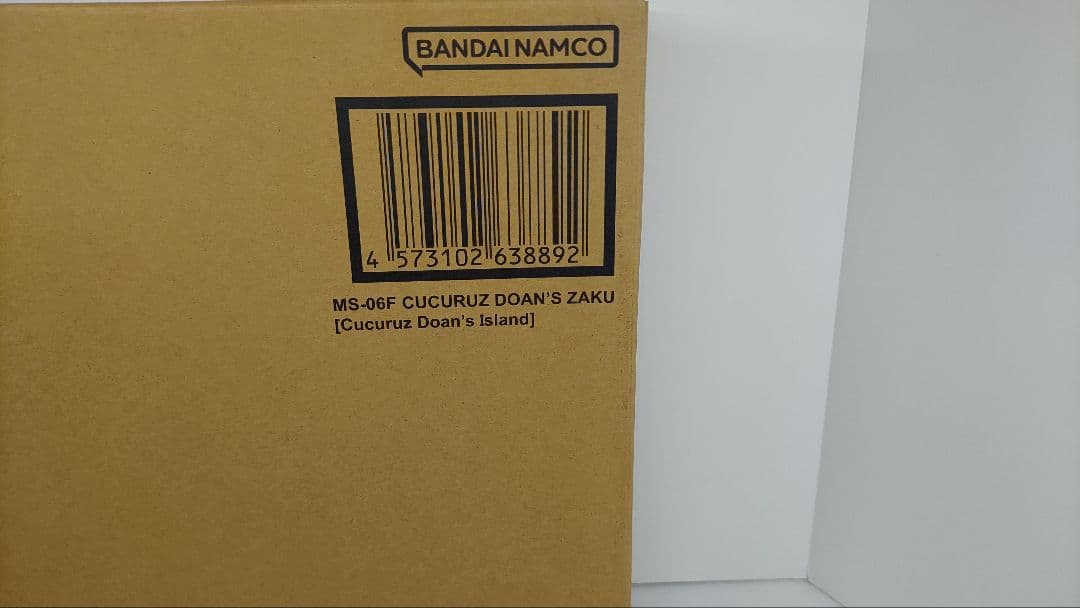 BANDAI NAMCO
4 573102 638892
MS-06F CUCURUZ DOAN'S ZAKU
[Cucuruz Doan's Island]